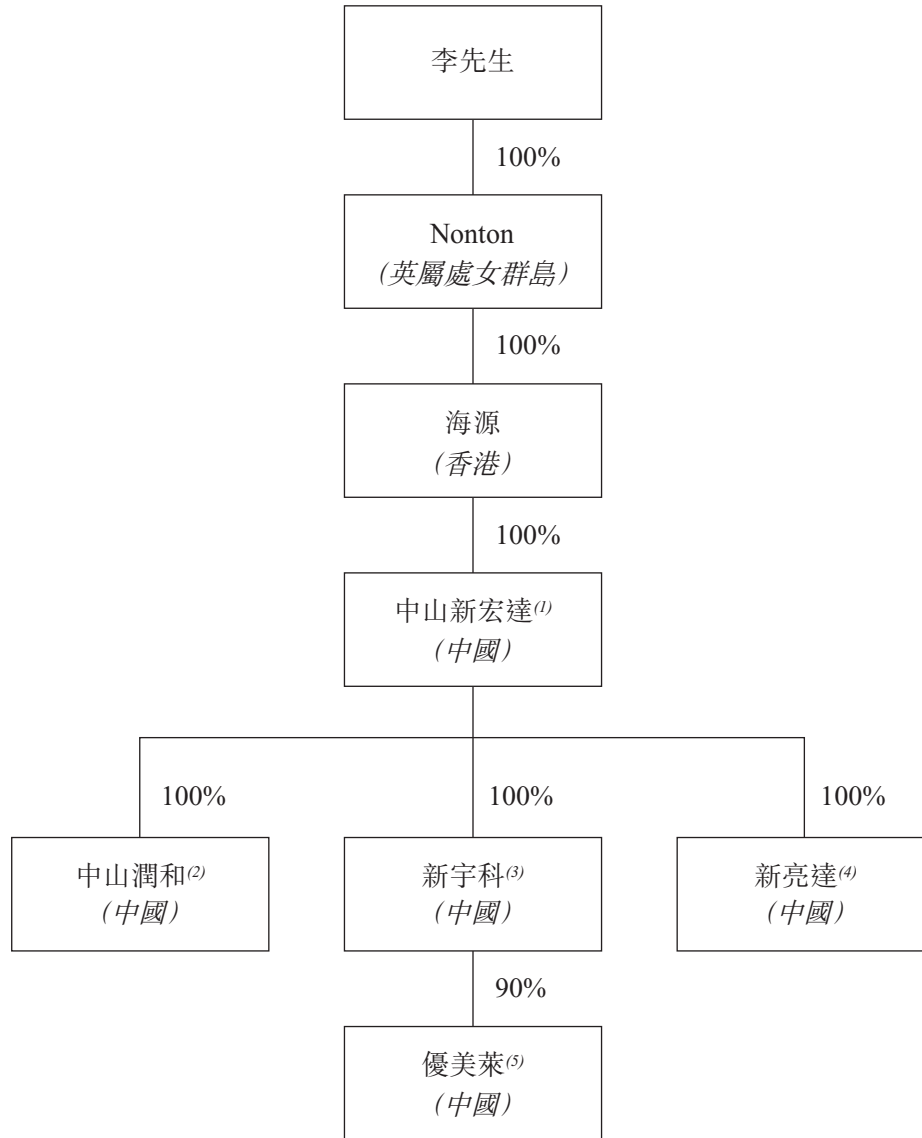 李先生
100%
Nonton
（英屬處女群島）
100%
海源
（香港）
100%
中山新宏達(1)
（中國）
100%
100%
100%
中山潤和(2)
（中國）
新宇科(3)
（中國）
新亮達(4)
（中國）
90%
優美萊(5)
（中國）